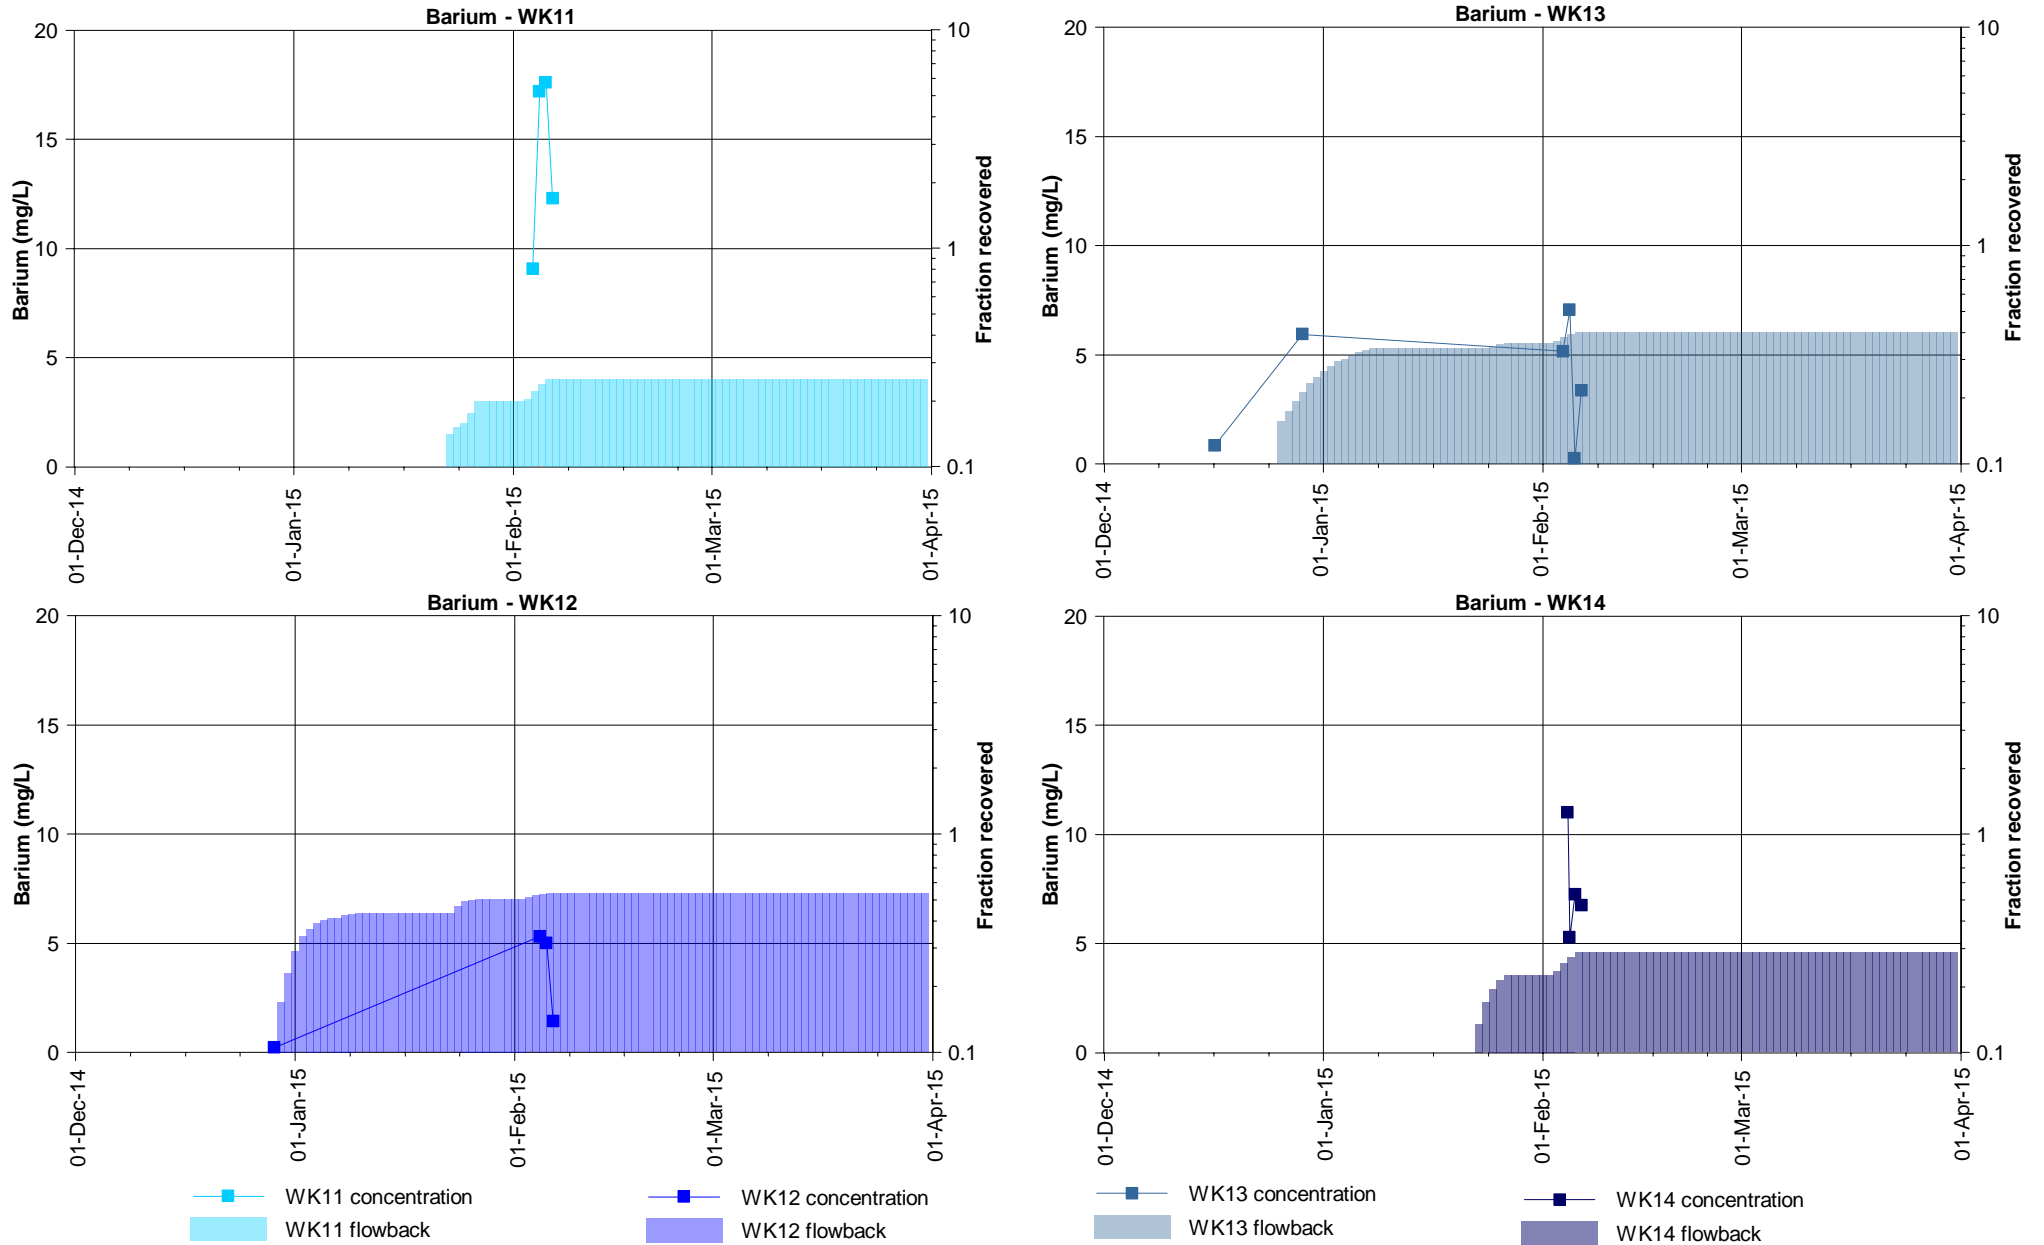 Barium - WK11
20
15
10
5
0
10
1
0.1
Barium (mg/L)
Fraction recovered
01-Dec-14
01-Jan-15
01-Feb-15
01-Mar-15
01-Apr-15
Barium - WK13
20
15
10
5
0
10
1
0.1
Barium (mg/L)
Fraction recovered
01-Dec-14
01-Jan-15
01-Feb-15
01-Mar-15
01-Apr-15
Barium - WK12
20
15
10
5
0
10
1
0.1
Barium (mg/L)
Fraction recovered
01-Dec-14
01-Jan-15
01-Feb-15
01-Mar-15
01-Apr-15
Barium - WK14
20
15
10
5
0
10
1
0.1
Barium (mg/L)
Fraction recovered
01-Dec-14
01-Jan-15
01-Feb-15
01-Mar-15
01-Apr-15
WK11 concentration
WK11 flowback
WK12 concentration
WK12 flowback
WK13 concentration
WK13 flowback
WK14 concentration
WK14 flowback